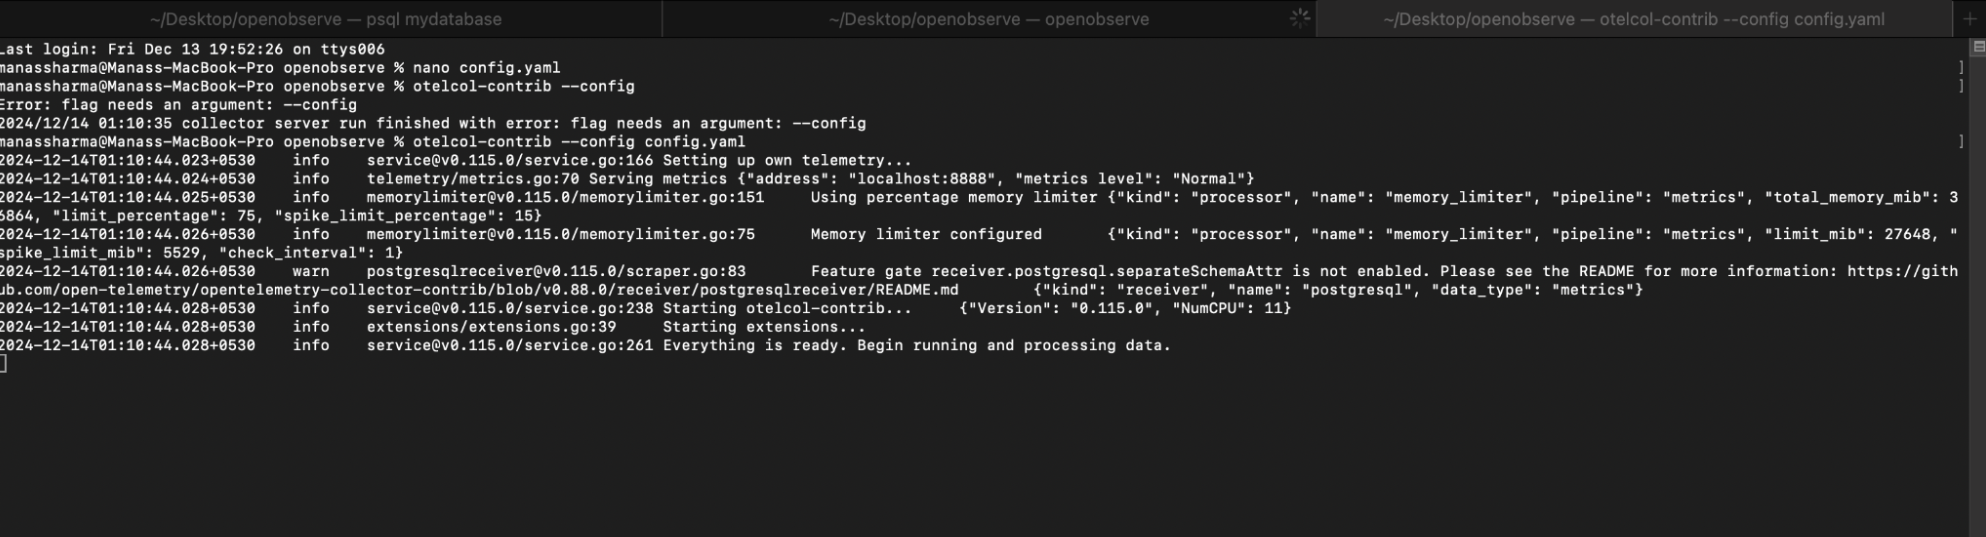 ~/Desktop/openobserve — psql mydatabase
~/Desktop/openobserve — openobserve
~/Desktop/openobserve — otelcol-contrib --config config.yaml
Last login: Fri Dec 13 19:52:26 on ttys006
manassharma@Manass-MacBook-Pro openobserve % nano config.yaml
manassharma@Manass-MacBook-Pro openobserve % otelcol-contrib --config
Error: flag needs an argument: --config
2024/12/14 01:10:35 collector server run finished with error: flag needs an argument: --config
manassharma@Manass-MacBook-Pro openobserve % otelcol-contrib --config config.yaml
2024-12-14T01:10:44.023+0530    info    service@v0.115.0/service.go:166 Setting up own telemetry...
2024-12-14T01:10:44.024+0530    info    telemetry/metrics.go:70 Serving metrics {"address": "localhost:8888", "metrics level": "Normal"}
2024-12-14T01:10:44.025+0530    info    memorylimiter@v0.115.0/memorylimiter.go:151     Using percentage memory limiter {"kind": "processor", "name": "memory_limiter", "pipeline": "metrics", "total_memory_mib": 3
6864, "limit_percentage": 75, "spike_limit_percentage": 15}
2024-12-14T01:10:44.026+0530    info    memorylimiter@v0.115.0/memorylimiter.go:75      Memory limiter configured       {"kind": "processor", "name": "memory_limiter", "pipeline": "metrics", "limit_mib": 27648, "
spike_limit_mib": 5529, "check_interval": 1}
2024-12-14T01:10:44.026+0530    warn    postgresqlreceiver@v0.115.0/scraper.go:83       Feature gate receiver.postgresql.separateSchemaAttr is not enabled. Please see the README for more information: https://gith
ub.com/open-telemetry/opentelemetry-collector-contrib/blob/v0.88.0/receiver/postgresqlreceiver/README.md        {"kind": "receiver", "name": "postgresql", "data_type": "metrics"}
2024-12-14T01:10:44.028+0530    info    service@v0.115.0/service.go:238 Starting otelcol-contrib...     {"Version": "0.115.0", "NumCPU": 11}
2024-12-14T01:10:44.028+0530    info    extensions/extensions.go:39     Starting extensions...
2024-12-14T01:10:44.028+0530    info    service@v0.115.0/service.go:261 Everything is ready. Begin running and processing data.